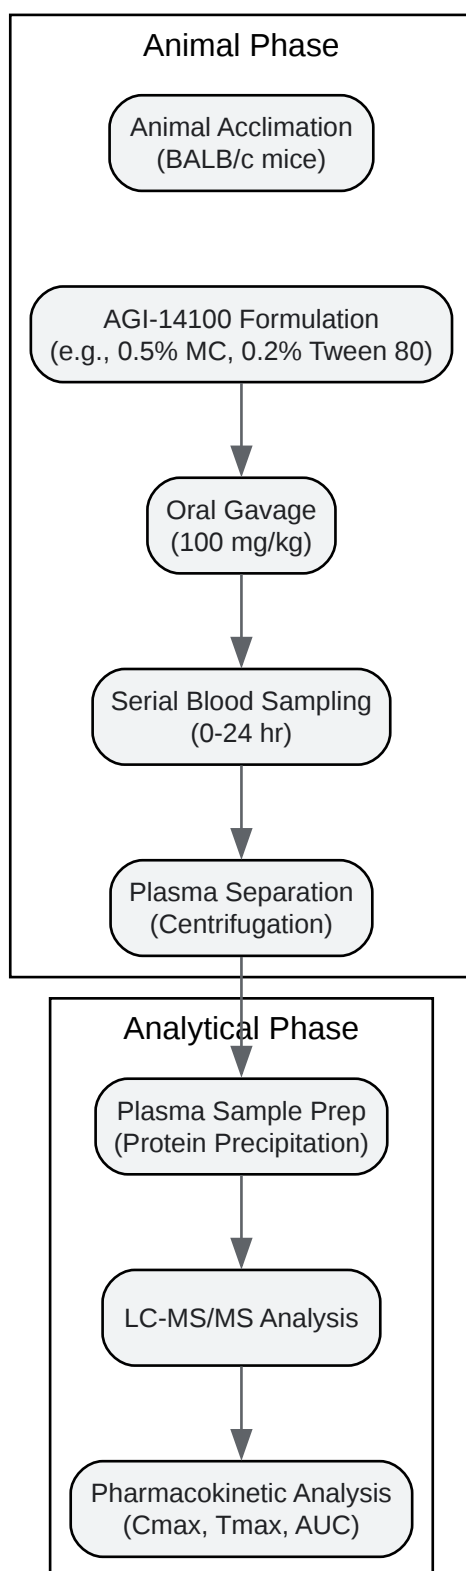 Animal Phase
Animal Acclimation
(BALB/c mice)
AGI-14100 Formulation
(e.g., 0.5% MC, 0.2% Tween 80)
Oral Gavage
(100 mg/kg)
Serial Blood Sampling
(0-24 hr)
Plasma Separation
(Centrifugation)
Analytical Phase
Plasma Sample Prep
(Protein Precipitation)
LC-MS/MS Analysis
Pharmacokinetic Analysis
(Cmax, Tmax, AUC)